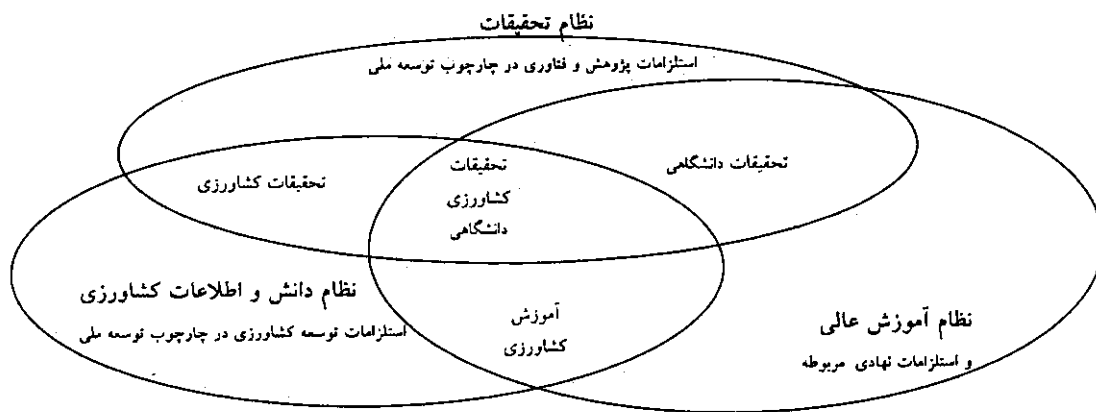 نظام تحقیقات
استلزامات پژوهش و فناوری در چارچوب توسعه ملی
تحقیقات دانشگاهی
تحقیقات
کشاورزی
دانشگاهی
تحقیقات کشاورزی
نظام دانش و اطلاعات کشاورزی
استلزامات توسعه کشاورزی در چارچوب توسعه ملی
آموزش
کشاورزی
نظام آموزش عالی
و استلزامات نهادی مربوطه